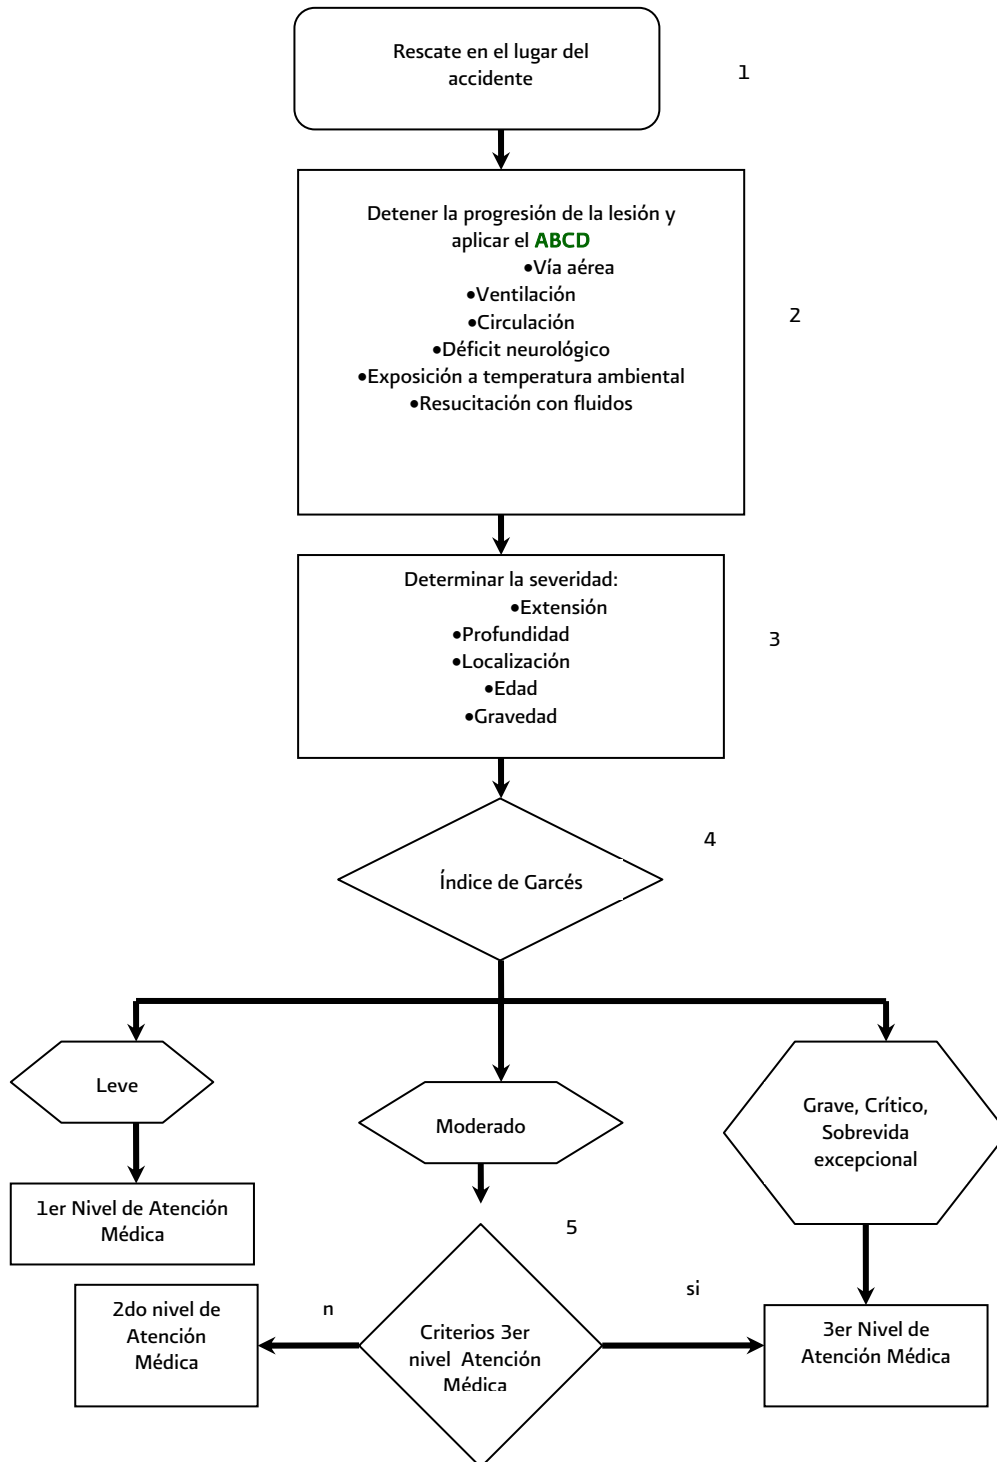 Rescate en el lugar del
accidente
1
Detener la progresión de la lesión y
aplicar el ABCD
•Vía aérea
•Ventilación
•Circulación
•Déficit neurológico
•Exposición a temperatura ambiental
•Resucitación con fluidos
2
Determinar la severidad:
•Extensión
•Profundidad
•Localización
•Edad
•Gravedad
3
4
Índice de Garcés
Leve
Moderado
Grave, Crítico,
Sobrevida
excepcional
1er Nivel de Atención
Médica
5
2do nivel de
Atención
Médica
n
Criterios 3er
nivel Atención
Médica
si
3er Nivel de
Atención Médica